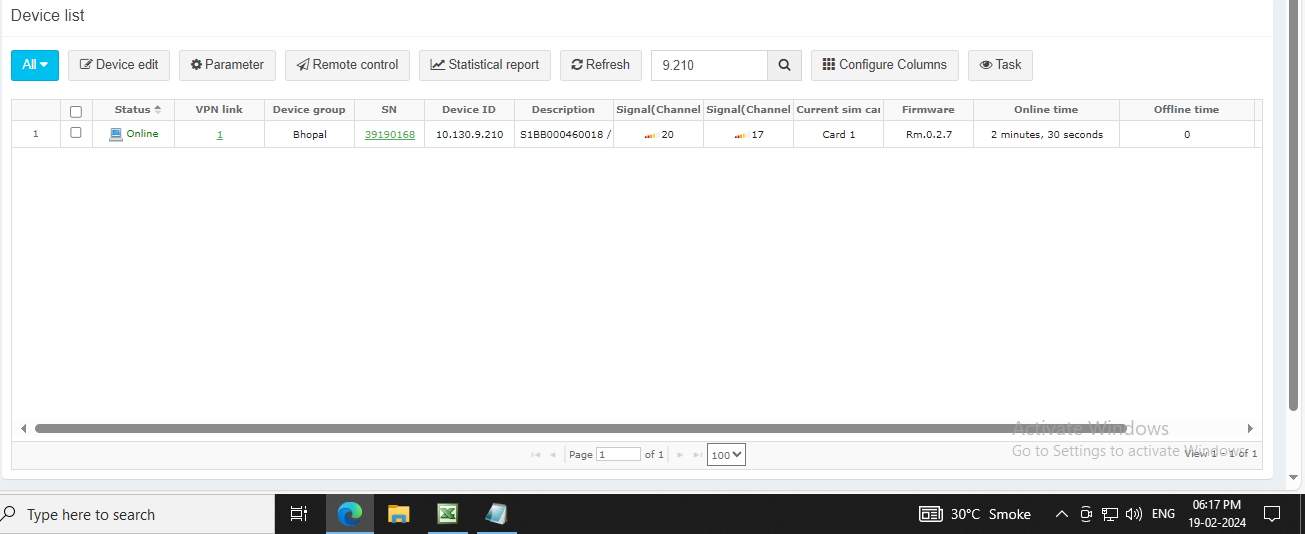 Device list
All Device edit Parameter Remote control Statistical report Refresh 9.210 Configure Columns Task
Status VPN link Device group SN Device ID Description Signal(Channel Signal(Channel Current sim car Firmware Online time Offline time
1 Online 1 Bhopal 39190168 10.130.9.210 S1BB000460018 / 20 17 Card 1 Rm.0.2.7 2 minutes, 30 seconds 0
Activate Windows
Go to Settings to activate Windows.
Page 1 of 1 100 View 1 - 1 of 1
Type here to search 30°C Smoke ENG 06:17 PM
19-02-2024